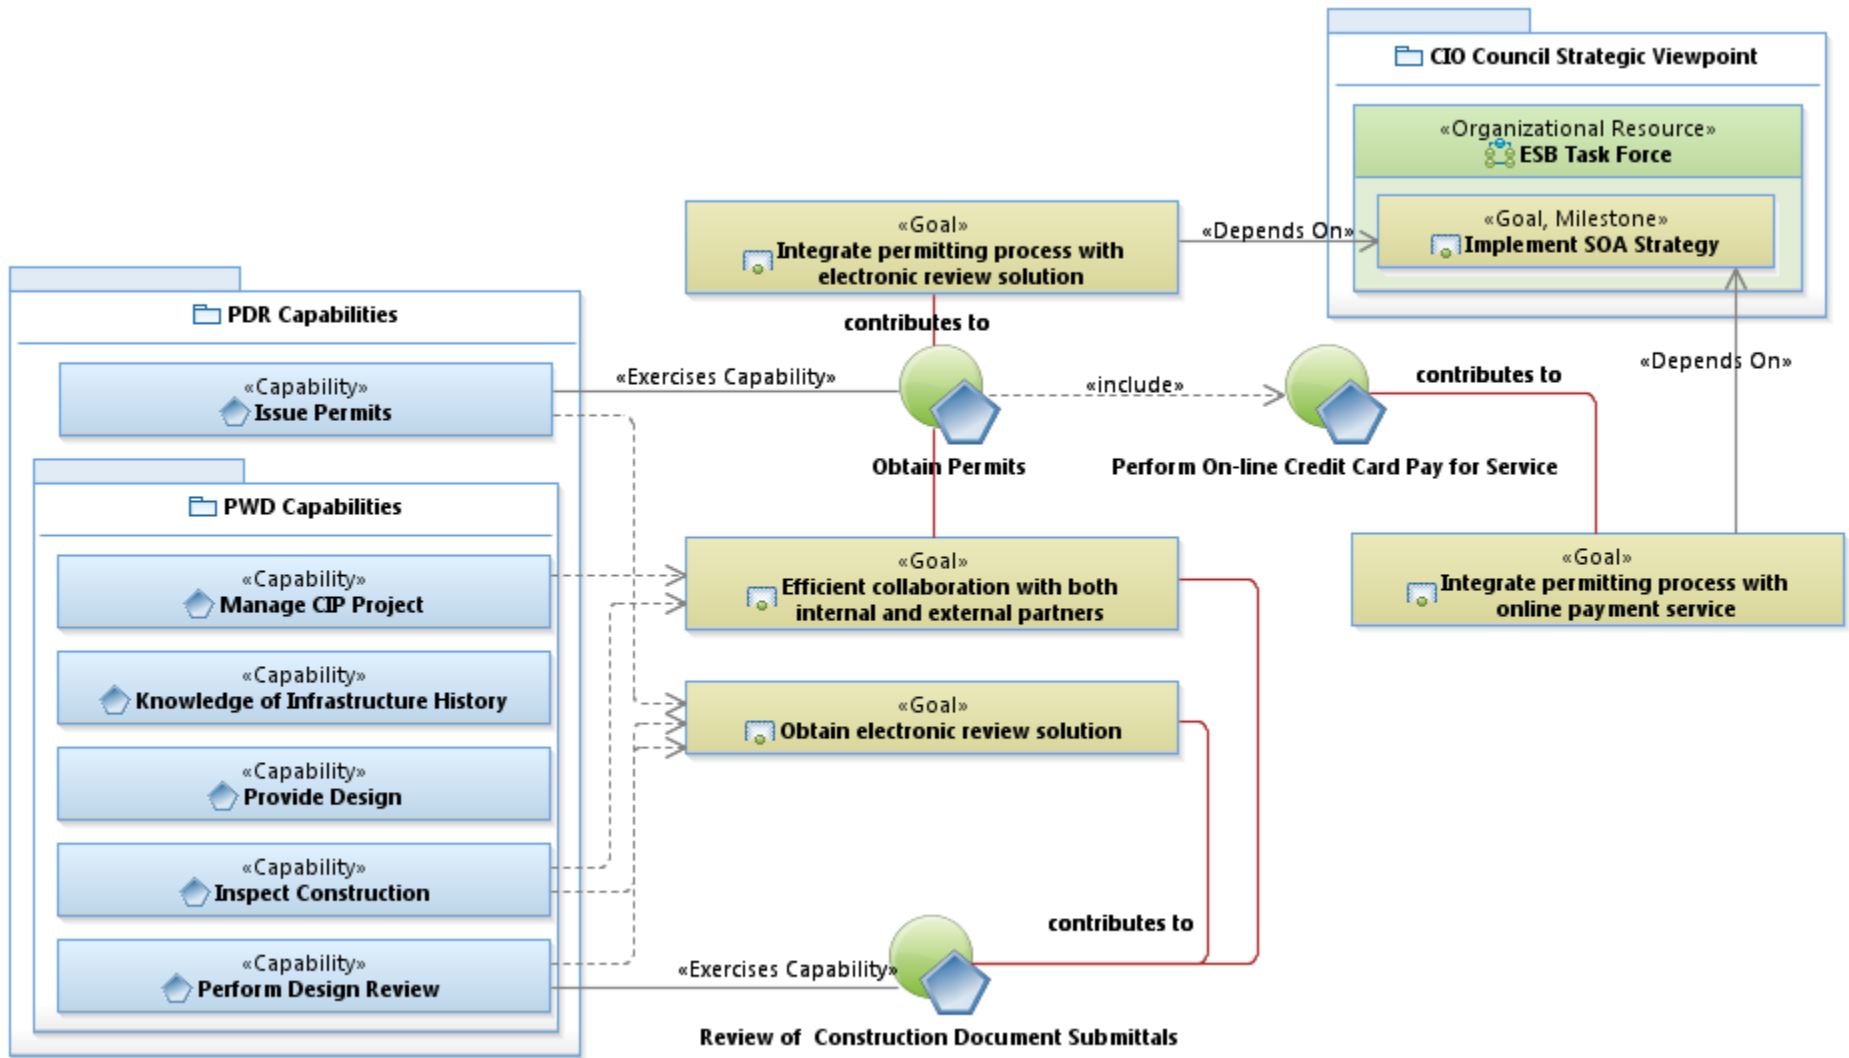 CIO Council Strategic Viewpoint
«Organizational Resource»
ESB Task Force
«Goal, Milestone»
Implement SOA Strategy
«Goal»
Integrate permitting process with
electronic review solution
«Depends On»
contributes to
PDR Capabilities
«Capability»
Issue Permits
«Exercises Capability»
Obtain Permits
«include»
Perform On-line Credit Card Pay for Service
contributes to
«Depends On»
PWD Capabilities
«Capability»
Manage CIP Project
«Capability»
Knowledge of Infrastructure History
«Capability»
Provide Design
«Capability»
Inspect Construction
«Capability»
Perform Design Review
«Goal»
Efficient collaboration with both
internal and external partners
«Goal»
Obtain electronic review solution
«Goal»
Integrate permitting process with
online payment service
contributes to
«Exercises Capability»
Review of  Construction Document Submittals